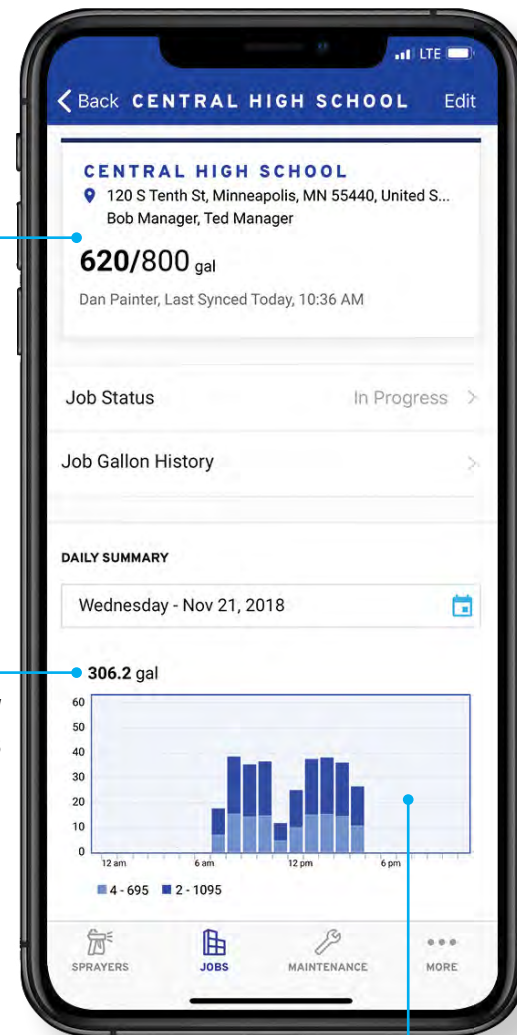 LTE
Back CENTRAL HIGH SCHOOL Edit
CENTRAL HIGH SCHOOL
120 S Tenth St, Minneapolis, MN 55440, United S...
Bob Manager, Ted Manager
620/800 gal
Dan Painter, Last Synced Today, 10:36 AM
Job Status In Progress
Job Gallon History
DAILY SUMMARY
Wednesday - Nov 21, 2018
306.2 gal
60
50
40
30
20
10
0
12 am 6 am 12 pm 6 pm
4 - 695 2 - 1095
SPRAYERS JOBS MAINTENANCE MORE